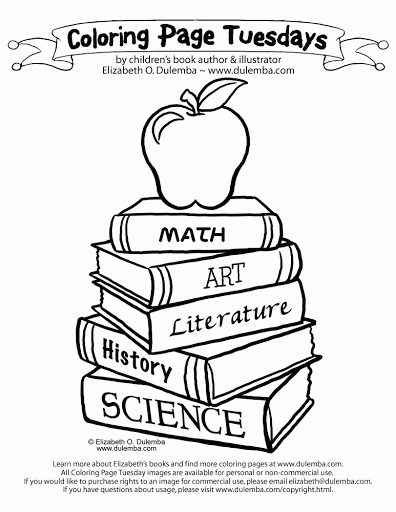 Coloring Page Tuesdays
by children's book author & illustrator
Elizabeth O. Dulemba ~ www.dulemba.com
MATH
ART
Literature
History
SCIENCE
© Elizabeth O. Dulemba
www.dulemba.com
Learn more about Elizabeth's books and find more coloring pages at www.dulemba.com.
All Coloring Page Tuesday images are available for personal or non-commercial use.
If you would like to purchase rights to an image for commercial use, please email elizabeth@dulemba.com.
If you have questions about usage, please visit www.dulemba.com/copyright.html.